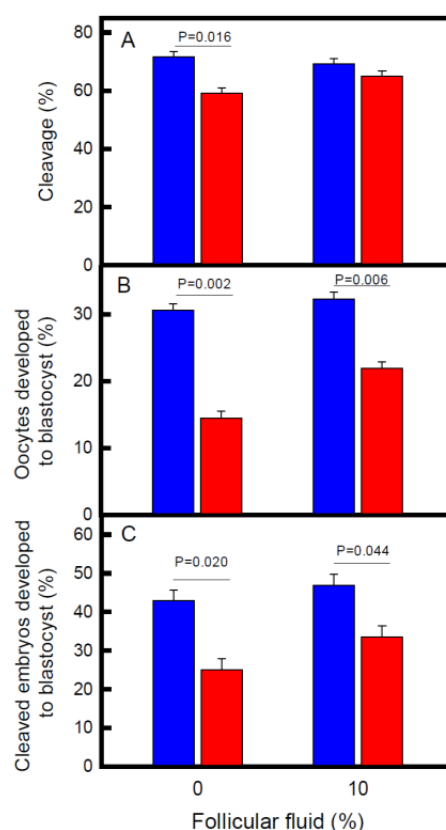 A
P=0.016
80
60
40
20
0
Cleavage (%)
B
P=0.002
P=0.006
30
20
10
0
Oocytes developed
to blastocyst (%)
C
P=0.020
P=0.044
60
50
40
30
20
10
0
Cleaved embryos developed
to blastocyst (%)
0
10
Follicular fluid (%)